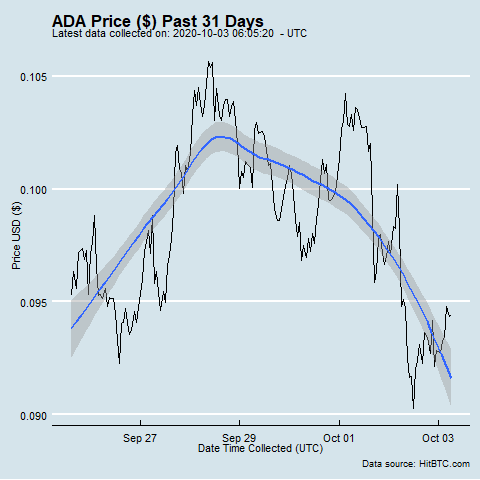 ADA Price ($) Past 31 Days
Latest data collected on: 2020-10-03 06:05:20 - UTC
Price USD ($)
0.105
0.100
0.095
0.090
Sep 27 Sep 29 Oct 01 Oct 03
Date Time Collected (UTC)
Data source: HitBTC.com